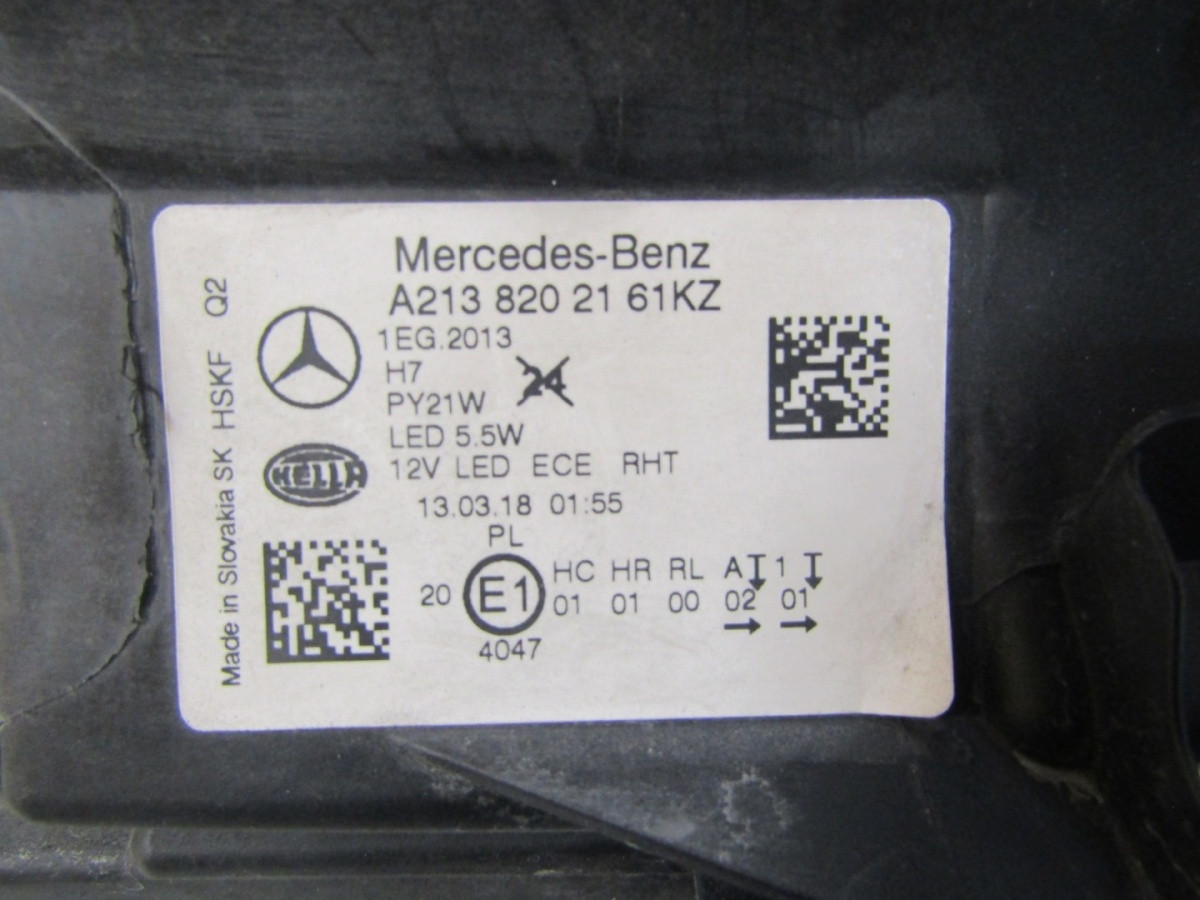 Mercedes-Benz
A213 820 21 61KZ
1EG.2013
H7
24
PY21W
LED 5.5W
12V LED ECE RHT
13.03.18 01:55
PL
HC HR RL A 1
20 E1 01 01 00 02 01
4047
HELLA
Made in Slovakia SK HSKF Q2